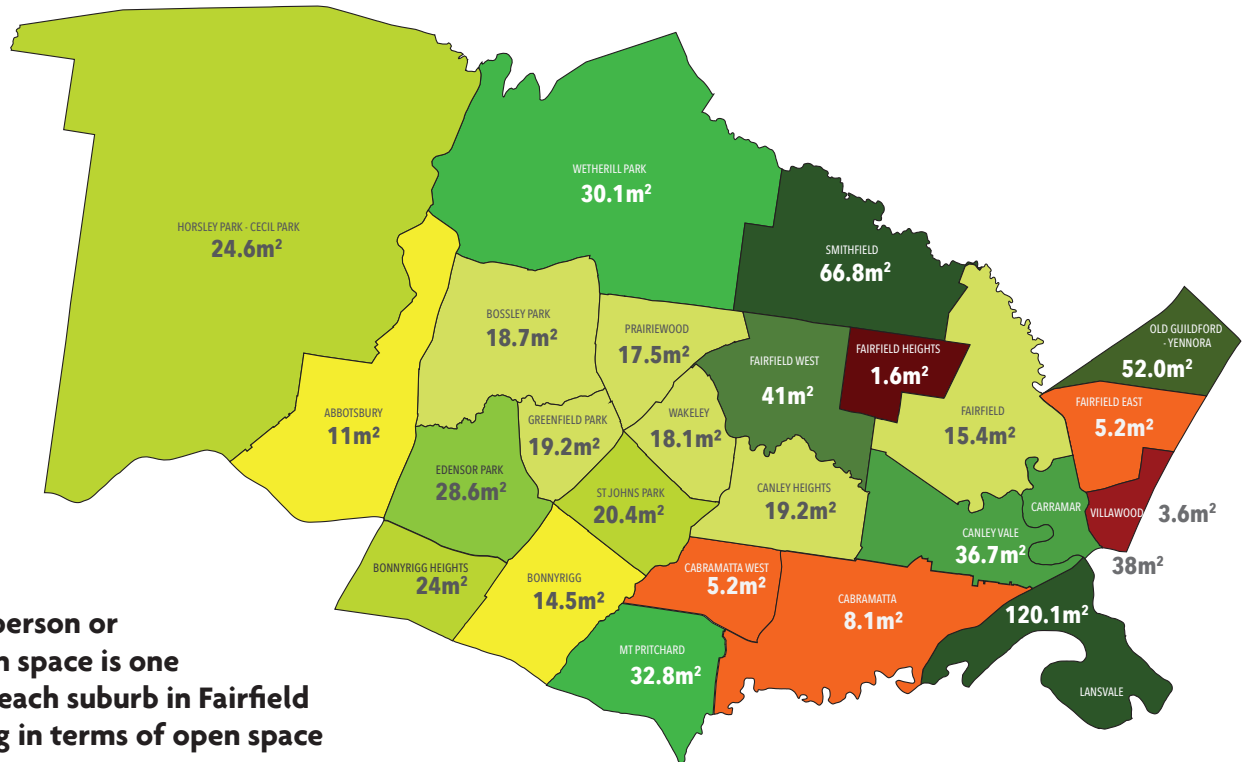 WETHERILL PARK
30.1m²
HORSLEY PARK - CECIL PARK
24.6m²
SMITHFIELD
66.8m²
BOSSLEY PARK
18.7m²
PRAIRIEWOOD
17.5m²
OLD GUILDFORD
- YENNORA
52.0m²
FAIRFIELD WEST
41m²
FAIRFIELD HEIGHTS
1.6m²
ABBOTSBURY
11m²
GREENFIELD PARK
19.2m²
WAKELEY
18.1m²
FAIRFIELD
15.4m²
FAIRFIELD EAST
5.2m²
EDENSOR PARK
28.6m²
ST JOHNS PARK
20.4m²
CANLEY HEIGHTS
19.2m²
CARRAMAR
VILLAWOOD
3.6m²
CANLEY VALE
36.7m²
38m²
BONNYRIGG HEIGHTS
24m²
BONNYRIGG
14.5m²
CABRAMATTA WEST
5.2m²
CABRAMATTA
8.1m²
120.1m²
LANSVALE
MT PRITCHARD
32.8m²
person or
space is one
each suburb in Fairfield
in terms of open space